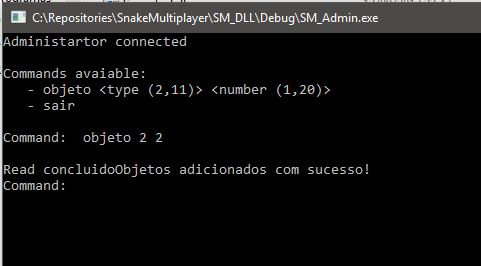 C:\Repositories\SnakeMultiplayer\SM_DLL\Debug\SM_Admin.exe
Administartor connected
Commands avaiable:
- objeto <type (2,11)> <number (1,20)>
- sair
Command:  objeto 2 2
Read concluidoObjetos adicionados com sucesso!
Command: